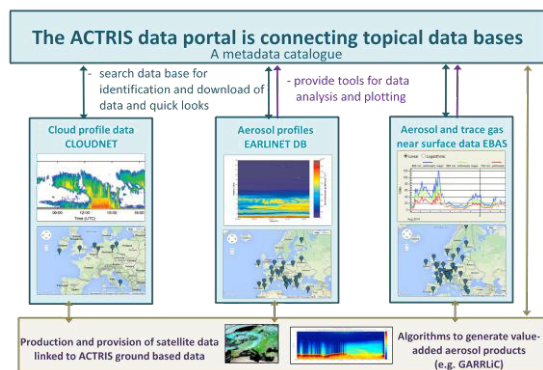 The ACTRIS data portal is connecting topical data bases
A metadata catalogue
- search data base for
identification and download of
data and quick looks
- provide tools for data
analysis and plotting
Cloud profile data
CLOUDNET
Aerosol profiles
EARLINET DB
Aerosol and trace gas
near surface data EBAS
Linear
Logarithmic
Time (UTC)
Production and provision of satellite data
linked to ACTRIS ground based data
Algorithms to generate value-
added aerosol products
(e.g. GARRLiC)